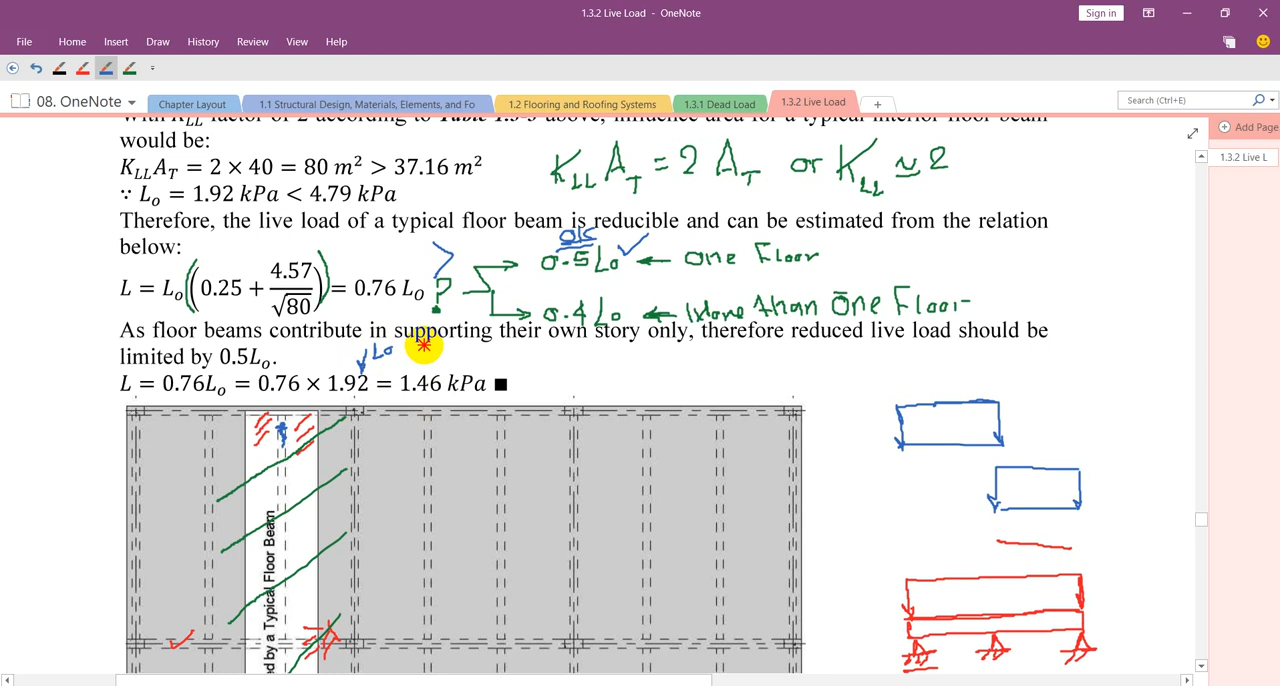 1.3.2 Live Load - OneNote
Sign in
File Home Insert Draw History Review View Help
08. OneNote
Chapter Layout
1.1 Structural Design, Materials, Elements, and Fo
1.2 Flooring and Roofing Systems
1.3.1 Dead Load
1.3.2 Live Load
+
Search (Ctrl+E)
Add Page
1.3.2 Live L
would be:
K_LL A_T = 2 × 40 = 80 m² > 37.16 m²
K_LL A_T = 2 A_T or K_LL ≈ 2
∵ L_o = 1.92 kPa < 4.79 kPa
Therefore, the live load of a typical floor beam is reducible and can be estimated from the relation
below:
ok
L = L_o((0.25 + 4.57/√80)) = 0.76 L_O ?
0.5 Lo ✓ ← One Floor
0.4 Lo ← More than One Floor
As floor beams contribute in supporting their own story only, therefore reduced live load should be
limited by 0.5L_o.
Lo
L = 0.76L_o = 0.76 × 1.92 = 1.46 kPa ■
ed by a Typical Floor Beam